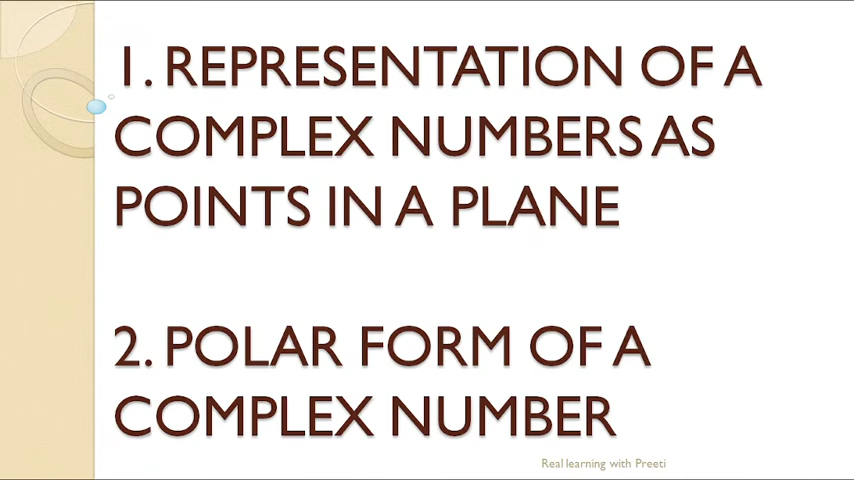 1. REPRESENTATION OF A
COMPLEX NUMBERS AS
POINTS IN A PLANE
2. POLAR FORM OF A
COMPLEX NUMBER
Real learning with Preeti